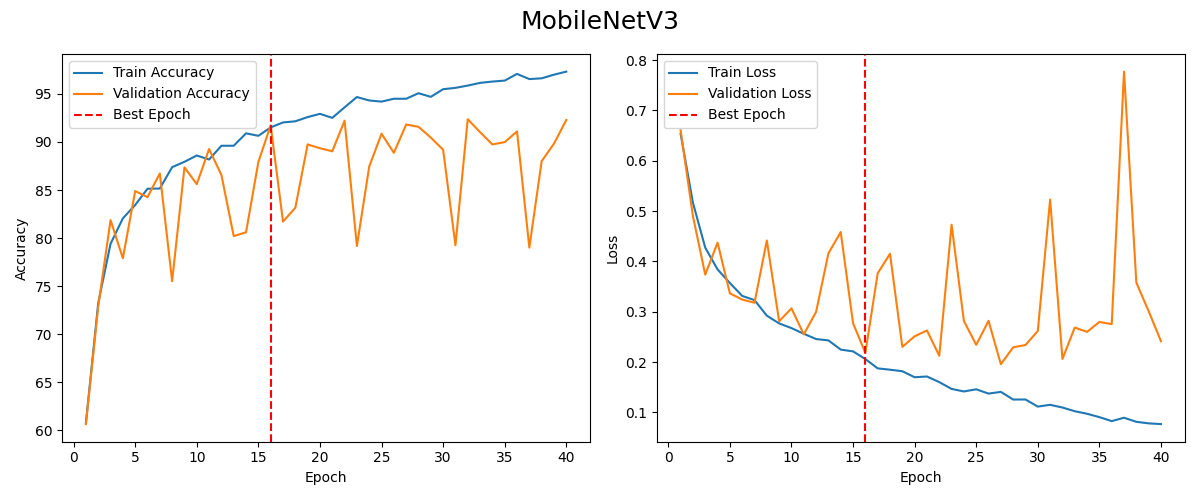 MobileNetV3
Train Accuracy
Validation Accuracy
Best Epoch
Accuracy
95
90
85
80
75
70
65
60
0 5 10 15 20 25 30 35 40
Epoch
Train Loss
Validation Loss
Best Epoch
Loss
0.8
0.7
0.6
0.5
0.4
0.3
0.2
0.1
0 5 10 15 20 25 30 35 40
Epoch